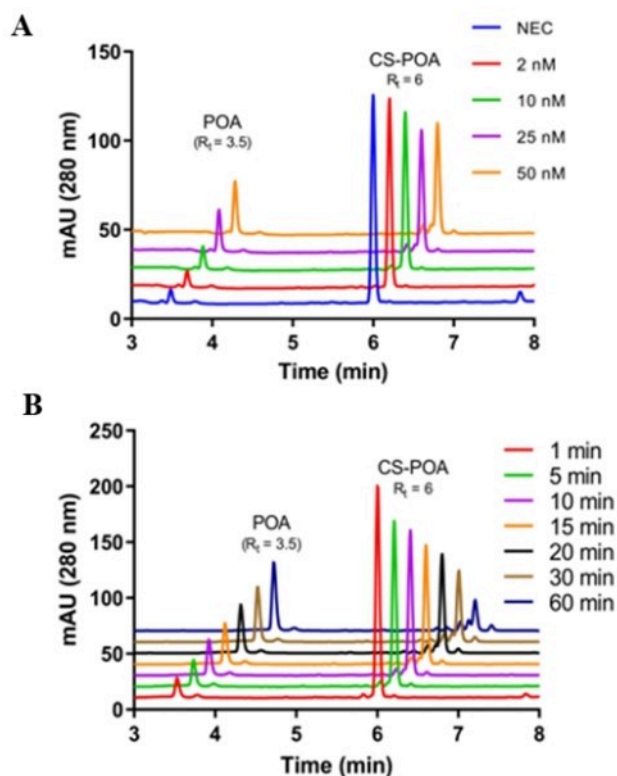 A
mAU (280 nm)
150
100
50
0
POA
(Rt = 3.5)
CS-POA
Rt = 6
NEC
2 nM
10 nM
25 nM
50 nM
3 4 5 6 7 8
Time (min)
B
mAU (280 nm)
250
200
150
100
50
0
POA
(Rt = 3.5)
CS-POA
Rt = 6
1 min
5 min
10 min
15 min
20 min
30 min
60 min
3 4 5 6 7 8
Time (min)